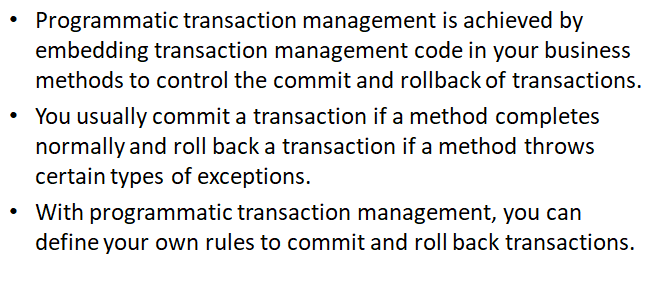 • Programmatic transaction management is achieved by
embedding transaction management code in your business
methods to control the commit and rollback of transactions.
• You usually commit a transaction if a method completes
normally and roll back a transaction if a method throws
certain types of exceptions.
• With programmatic transaction management, you can
define your own rules to commit and roll back transactions.